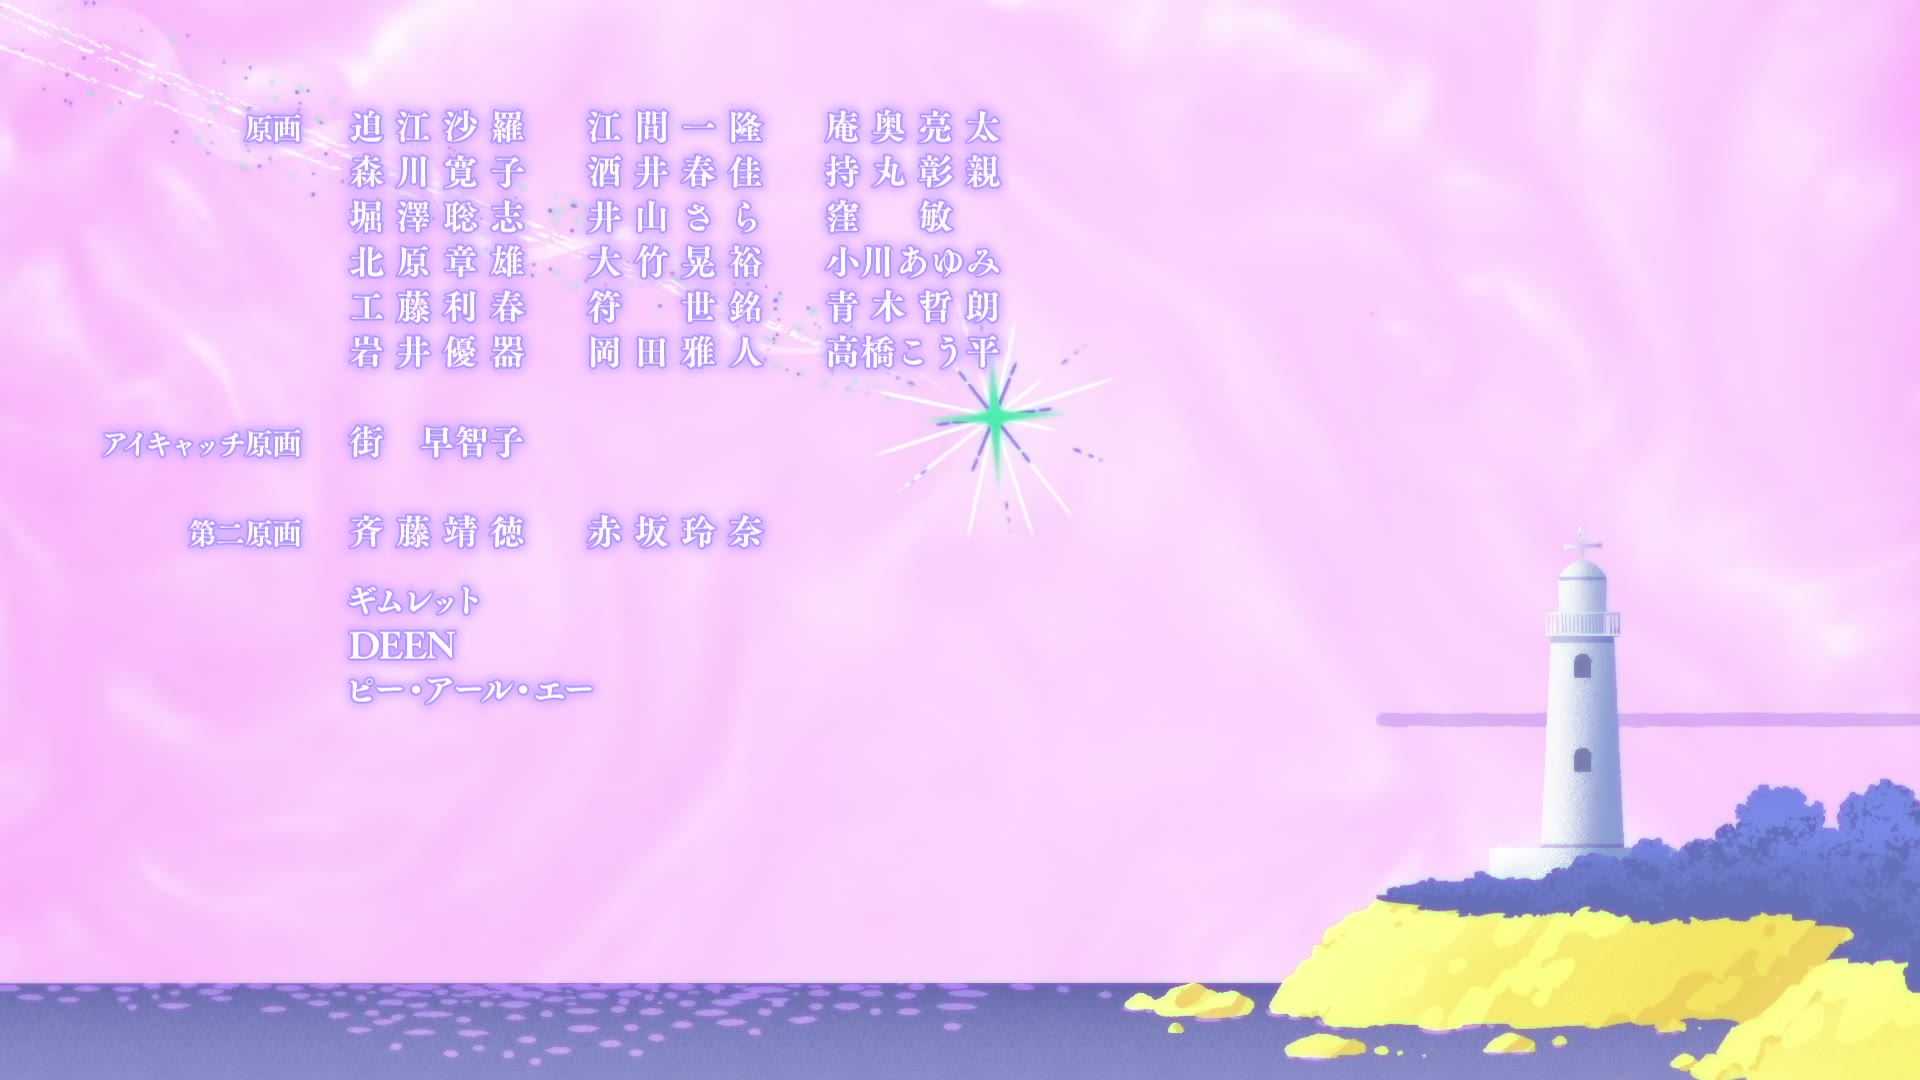 原画 迫江沙羅 江間一隆 庵奥亮太
森川寛子 酒井春佳 持丸彰親
堀澤聡志 井山さら 窪 敏
北原章雄 大竹晃裕 小川あゆみ
工藤利春 符 世銘 青木哲朗
岩井優器 岡田雅人 高橋こう平
アイキャッチ原画 街 早智子
第二原画 斉藤靖徳 赤坂玲奈
ギムレット
DEEN
ピー・アール・エー